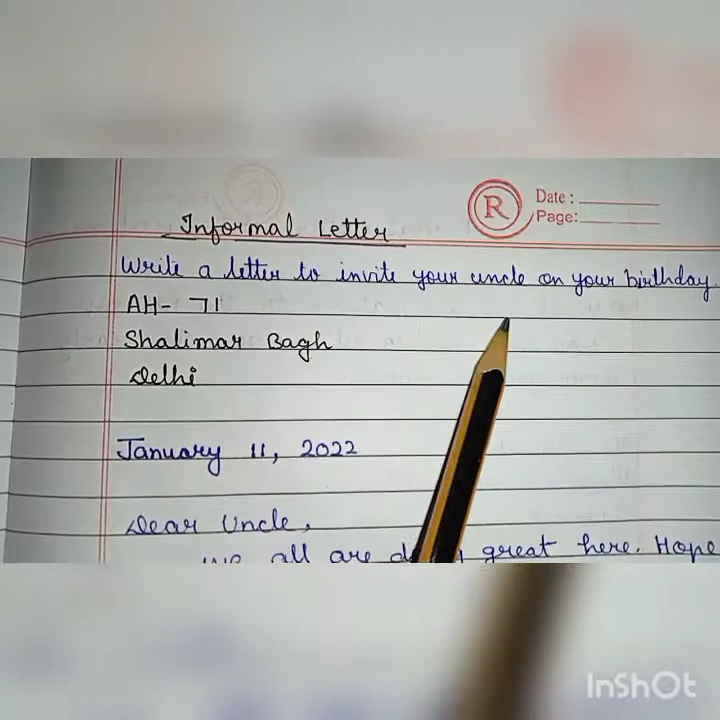 Informal Letter
R
Date:
Page:
Write a letter to invite your uncle on your birthday.
AH- 71
Shalimar Bagh
Delhi
January 11, 2022
Dear Uncle,
we all are great here. Hope
InShOt